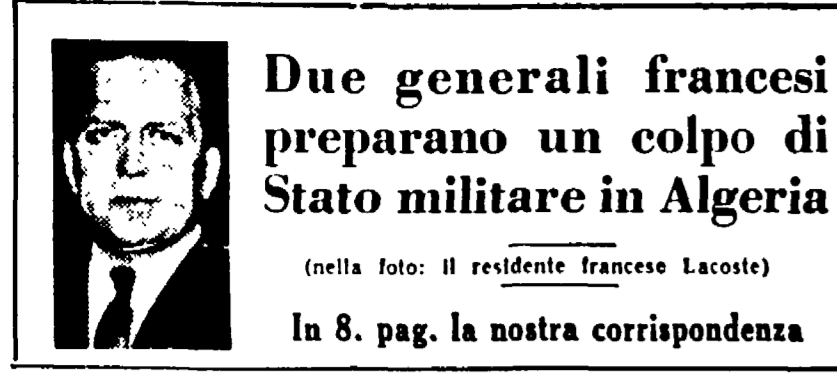 Due generali francesi
preparano un colpo di
Stato militare in Algeria
(nella foto: il residente francese Lacoste)
In 8. pag. la nostra corrispondenza